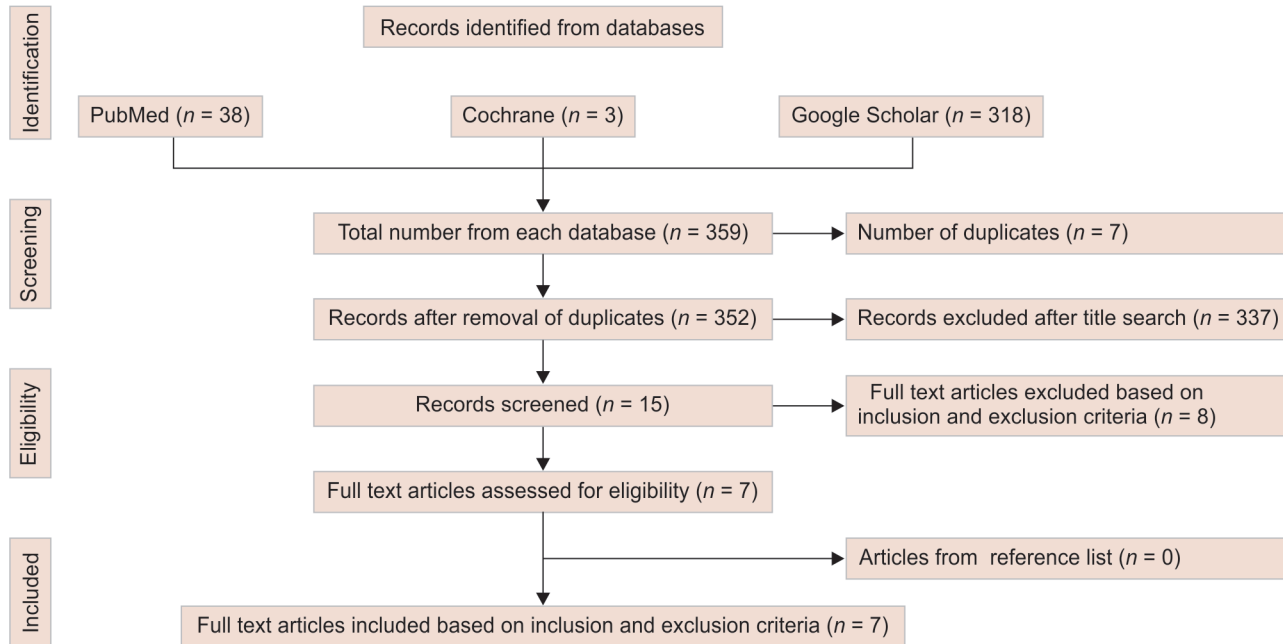 Identification
Records identified from databases
PubMed (n = 38)
Cochrane (n = 3)
Google Scholar (n = 318)
Screening
Total number from each database (n = 359)
Number of duplicates (n = 7)
Records after removal of duplicates (n = 352)
Records excluded after title search (n = 337)
Eligibility
Records screened (n = 15)
Full text articles excluded based on
inclusion and exclusion criteria (n = 8)
Full text articles assessed for eligibility (n = 7)
Included
Articles from reference list (n = 0)
Full text articles included based on inclusion and exclusion criteria (n = 7)